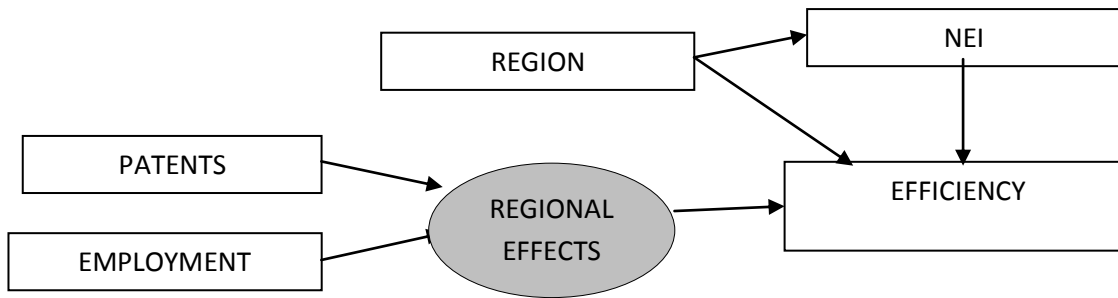 NEI
REGION
PATENTS
EFFICIENCY
REGIONAL
EFFECTS
EMPLOYMENT